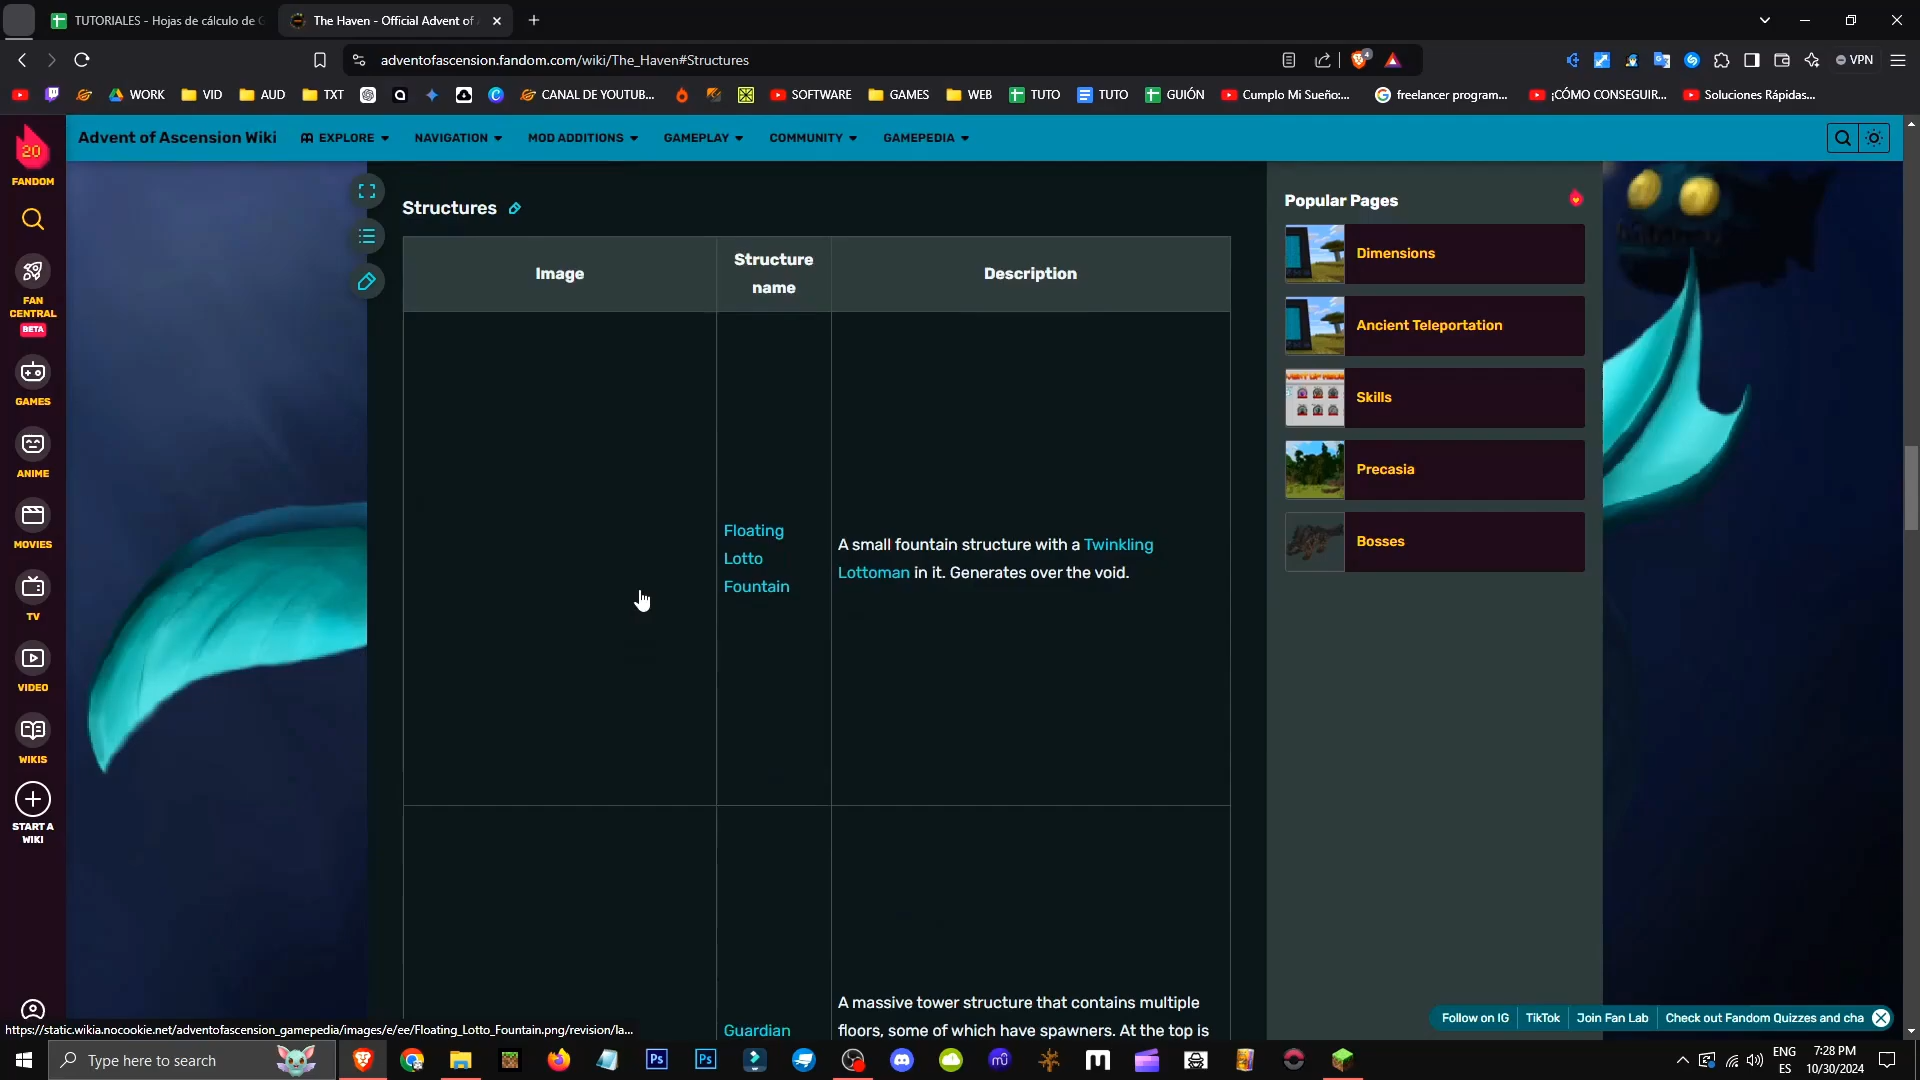 TUTORIALES - Hojas de cálculo de G
The Haven - Official Advent of A
adventofascension.fandom.com/wiki/The_Haven#Structures
4
VPN
WORK
VID
AUD
TXT
CANAL DE YOUTUB...
SOFTWARE
GAMES
WEB
TUTO
TUTO
GUIÓN
Cumplo Mi Sueño:...
freelancer program...
¡CÓMO CONSEGUIR...
Soluciones Rápidas...
20
FANDOM
Advent of Ascension Wiki
EXPLORE
NAVIGATION
MOD ADDITIONS
GAMEPLAY
COMMUNITY
GAMEPEDIA
FAN
CENTRAL
BETA
GAMES
ANIME
MOVIES
TV
VIDEO
WIKIS
START A
WIKI
Structures
Image
Structure
name
Description
Floating
Lotto
Fountain
A small fountain structure with a Twinkling
Lottoman in it. Generates over the void.
Guardian
A massive tower structure that contains multiple
floors, some of which have spawners. At the top is
Popular Pages
Dimensions
Ancient Teleportation
Skills
Precasia
Bosses
Follow on IG
TikTok
Join Fan Lab
Check out Fandom Quizzes and cha
https://static.wikia.nocookie.net/adventofascension_gamepedia/images/e/ee/Floating_Lotto_Fountain.png/revision/la...
Type here to search
Ps
Ps
ENG
ES
7:28 PM
10/30/2024